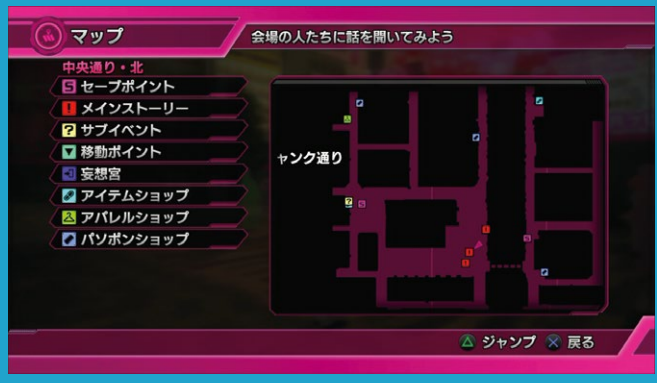 マップ
会場の人たちに話を聞いてみよう
中央通り・北
S セーブポイント
! メインストーリー
? サブイベント
移動ポイント
妄想宮
アイテムショップ
アパレルショップ
パソポンショップ
ャンク通り
ジャンプ
戻る